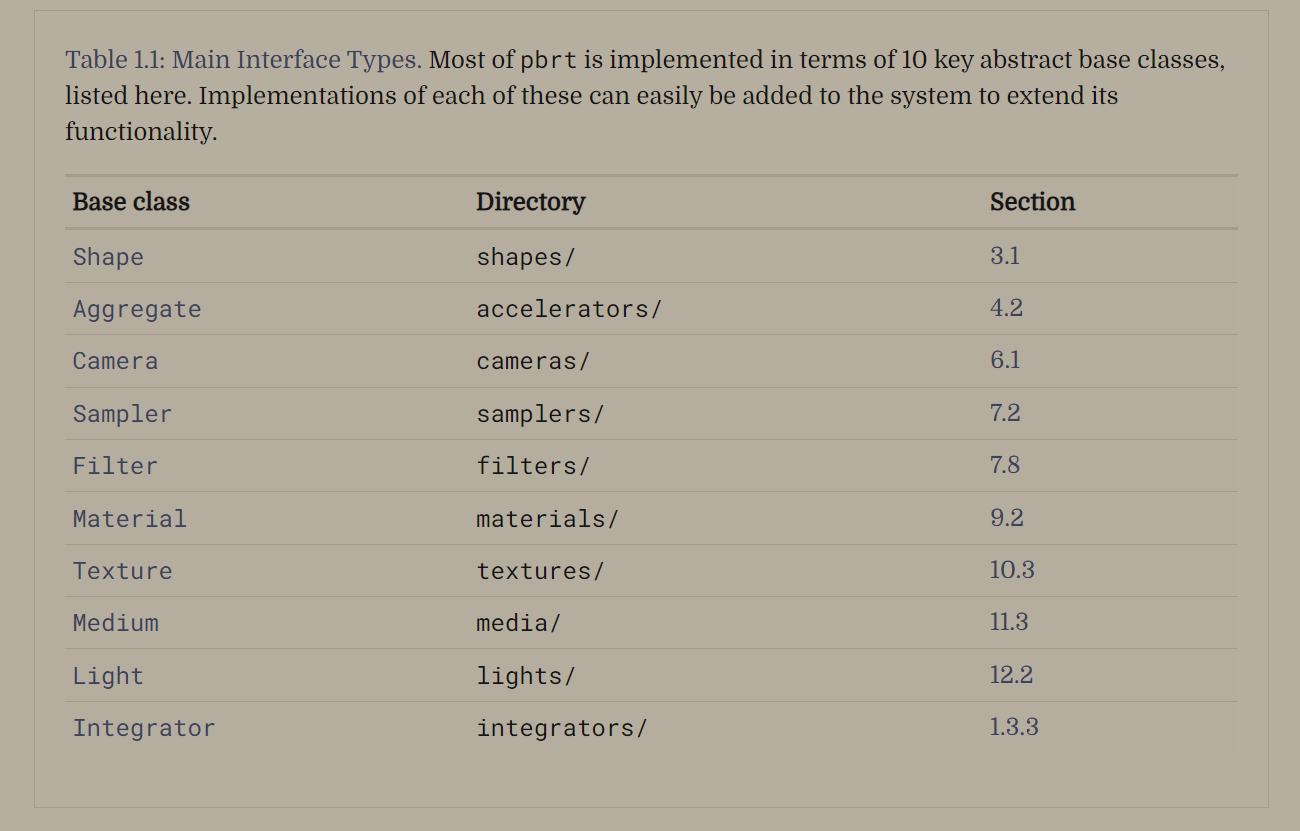 Table 1.1: Main Interface Types. Most of pbrt is implemented in terms of 10 key abstract base classes,
listed here. Implementations of each of these can easily be added to the system to extend its
functionality.
Base class Directory Section
Shape shapes/ 3.1
Aggregate accelerators/ 4.2
Camera cameras/ 6.1
Sampler samplers/ 7.2
Filter filters/ 7.8
Material materials/ 9.2
Texture textures/ 10.3
Medium media/ 11.3
Light lights/ 12.2
Integrator integrators/ 1.3.3